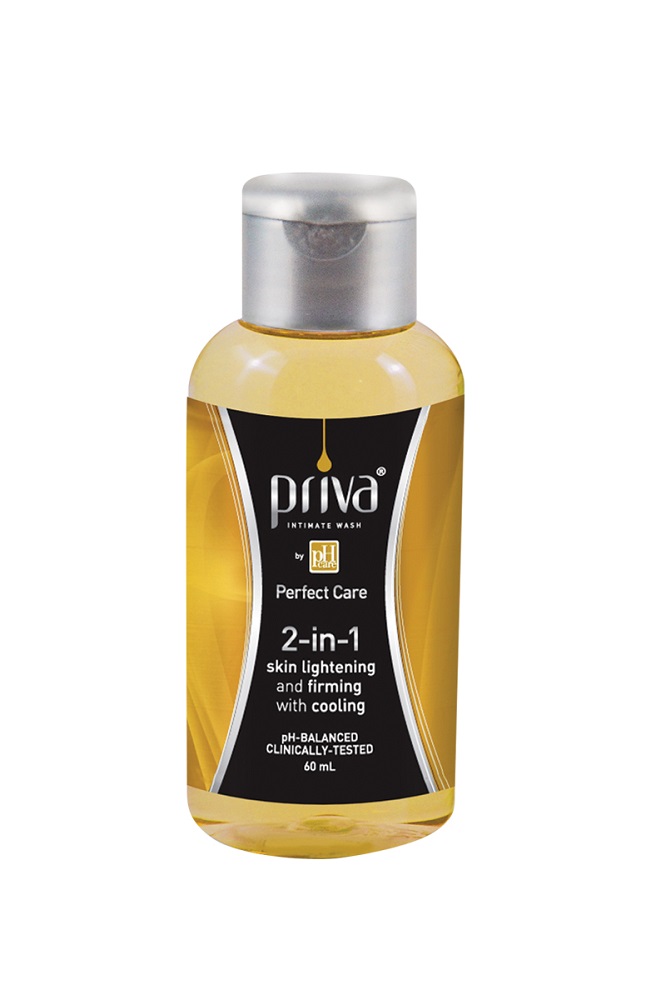 priva®
INTIMATE WASH
by pH care
Perfect Care
2-in-1
skin lightening
and firming
with cooling
pH-BALANCED
CLINICALLY-TESTED
60 mL